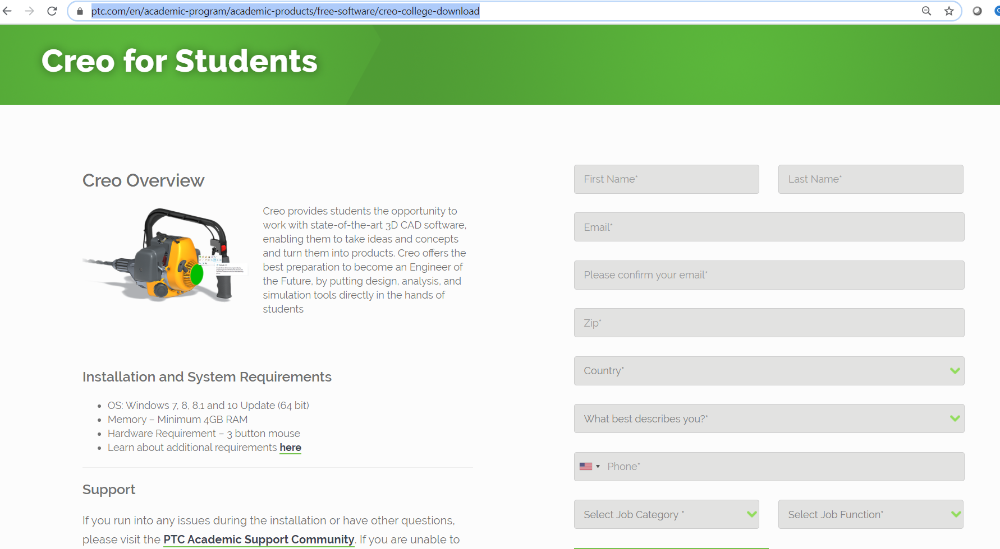 ptc.com/en/academic-program/academic-products/free-software/creo-college-download
Creo for Students
Creo Overview
Creo provides students the opportunity to
work with state-of-the-art 3D CAD software,
enabling them to take ideas and concepts
and turn them into products. Creo offers the
best preparation to become an Engineer of
the Future, by putting design, analysis, and
simulation tools directly in the hands of
students
Installation and System Requirements
• OS: Windows 7, 8, 8.1 and 10 Update (64 bit)
• Memory – Minimum 4GB RAM
• Hardware Requirement – 3 button mouse
• Learn about additional requirements here
Support
If you run into any issues during the installation or have other questions,
please visit the PTC Academic Support Community. If you are unable to
First Name*
Last Name*
Email*
Please confirm your email*
Zip*
Country*
What best describes you?*
Phone*
Select Job Category *
Select Job Function*